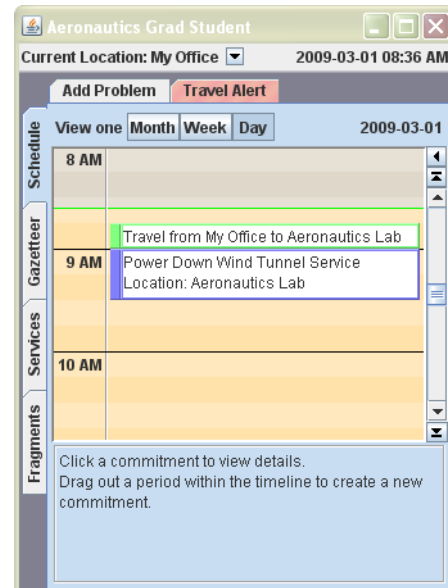 Aeronautics Grad Student
Current Location: My Office 2009-03-01 08:36 AM
Add Problem Travel Alert
Schedule
Gazetteer
Services
Fragments
View one Month Week Day 2009-03-01
8 AM
Travel from My Office to Aeronautics Lab
9 AM
Power Down Wind Tunnel Service
Location: Aeronautics Lab
10 AM
Click a commitment to view details.
Drag out a period within the timeline to create a new
commitment.